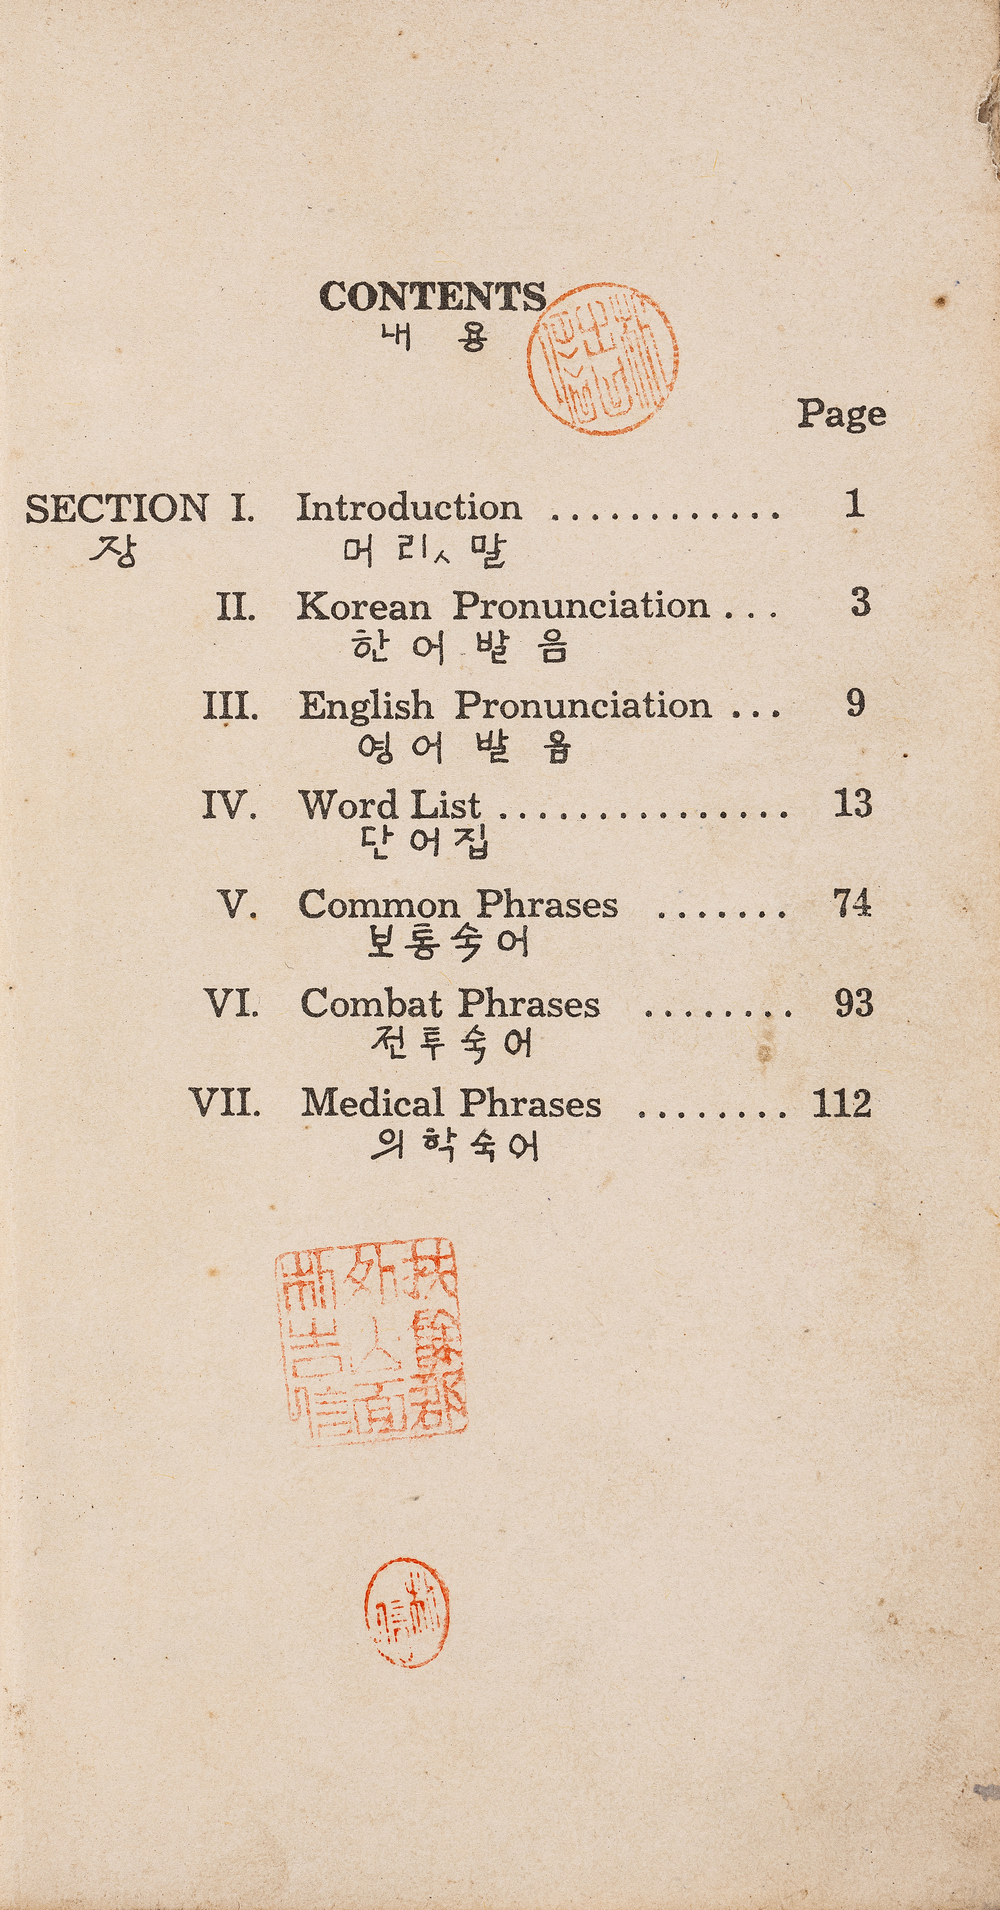 CONTENTS
내 용
Page
SECTION I. Introduction ............ 1
장 머리ㅅ말
II. Korean Pronunciation ... 3
한어발음
III. English Pronunciation ... 9
영어발음
IV. Word List ............... 13
단어집
V. Common Phrases ....... 74
보통숙어
VI. Combat Phrases ........ 93
전투숙어
VII. Medical Phrases ........ 112
의학숙어